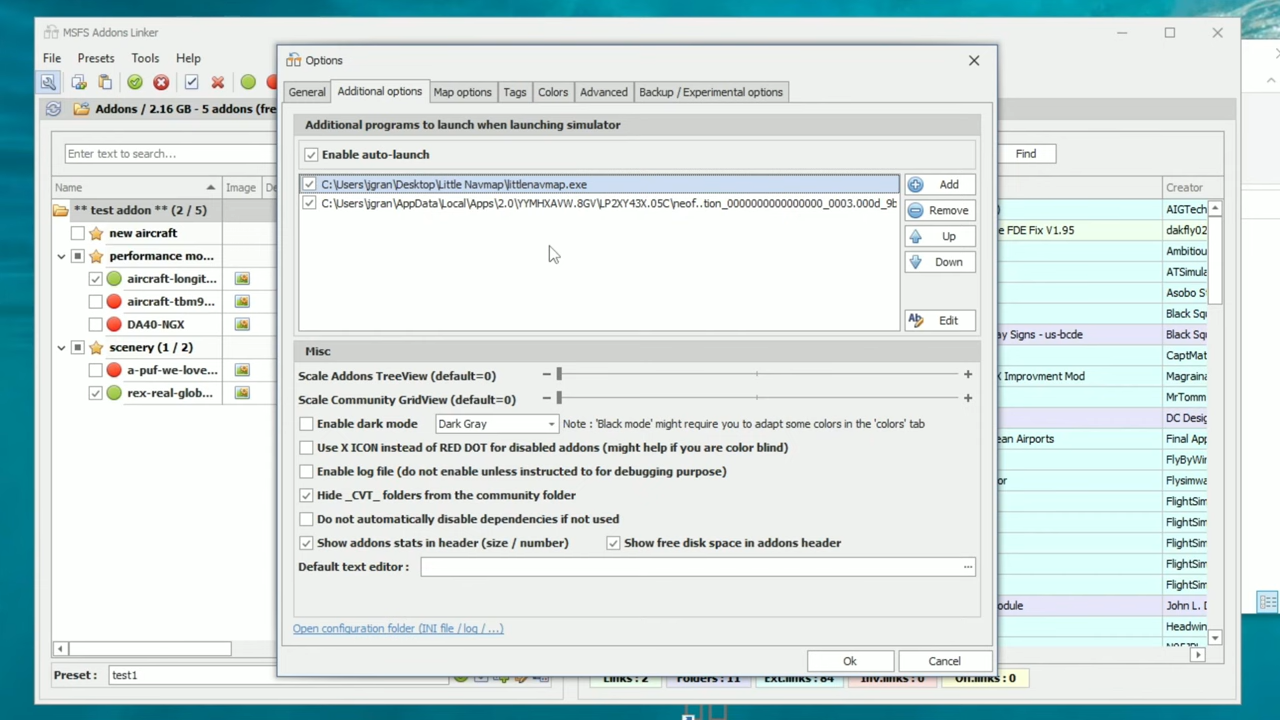 MSFS Addons Linker
File Presets Tools Help
Addons / 2.16 GB - 5 addons (fre
Enter text to search...
Name Image De
** test addon ** (2 / 5)
new aircraft
performance mo...
aircraft-longit...
aircraft-tbm9...
DA40-NGX
scenery (1 / 2)
a-puf-we-love...
rex-real-glob...
Preset : test1
Options
General Additional options Map options Tags Colors Advanced Backup / Experimental options
Additional programs to launch when launching simulator
Enable auto-launch
C:\Users\jgran\Desktop\Little Navmap\littlenavmap.exe
C:\Users\jgran\AppData\Local\Apps\2.0\YYMHXAVW.8GV\LP2XY43X.05C\neof..tion_0000000000000000_0003.000d_9b
Add
Remove
Up
Down
Edit
Misc
Scale Addons TreeView (default=0)
Scale Community GridView (default=0)
Enable dark mode Dark Gray Note : 'Black mode' might require you to adapt some colors in the 'colors' tab
Use X ICON instead of RED DOT for disabled addons (might help if you are color blind)
Enable log file (do not enable unless instructed to for debugging purpose)
Hide _CVT_ folders from the community folder
Do not automatically disable dependencies if not used
Show addons stats in header (size / number) Show free disk space in addons header
Default text editor :
Open configuration folder (INI file / log / ...)
Ok Cancel
Find
Creator
AIGTech
e FDE Fix V1.95 dakfly02
Ambitiou
ATSimula
Asobo S
Black Sq
ay Signs - us-bcde Black Squ
CaptMat
X Improvment Mod Magraina
MrTomm
DC Desig
ean Airports Final App
FlyByWin
or Flysimwa
FlightSim
FlightSim
FlightSim
FlightSim
FlightSim
odule John L. D
Headwin
Links : 2 Folders : 11 Ext.links : 84 Inv.links : 0 On.links : 0